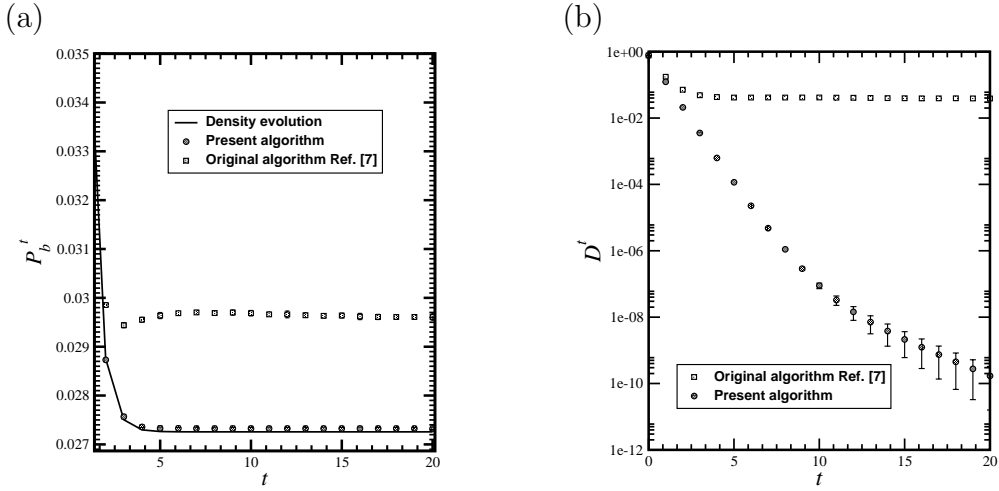 (a)
0.035
0.034
0.033
0.032
0.031
0.03
0.029
0.028
0.027
P_b^t
Density evolution
Present algorithm
Original algorithm Ref. [7]
5
10
15
20
t
(b)
1e+00
1e-02
1e-04
1e-06
1e-08
1e-10
1e-12
D^t
Original algorithm Ref. [7]
Present algorithm
0
5
10
15
20
t